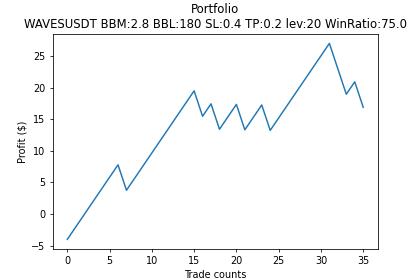 Portfolio
WAVESUSDT BBM:2.8 BBL:180 SL:0.4 TP:0.2 lev:20 WinRatio:75.0
Profit ($)
25
20
15
10
5
0
−5
0 5 10 15 20 25 30 35
Trade counts